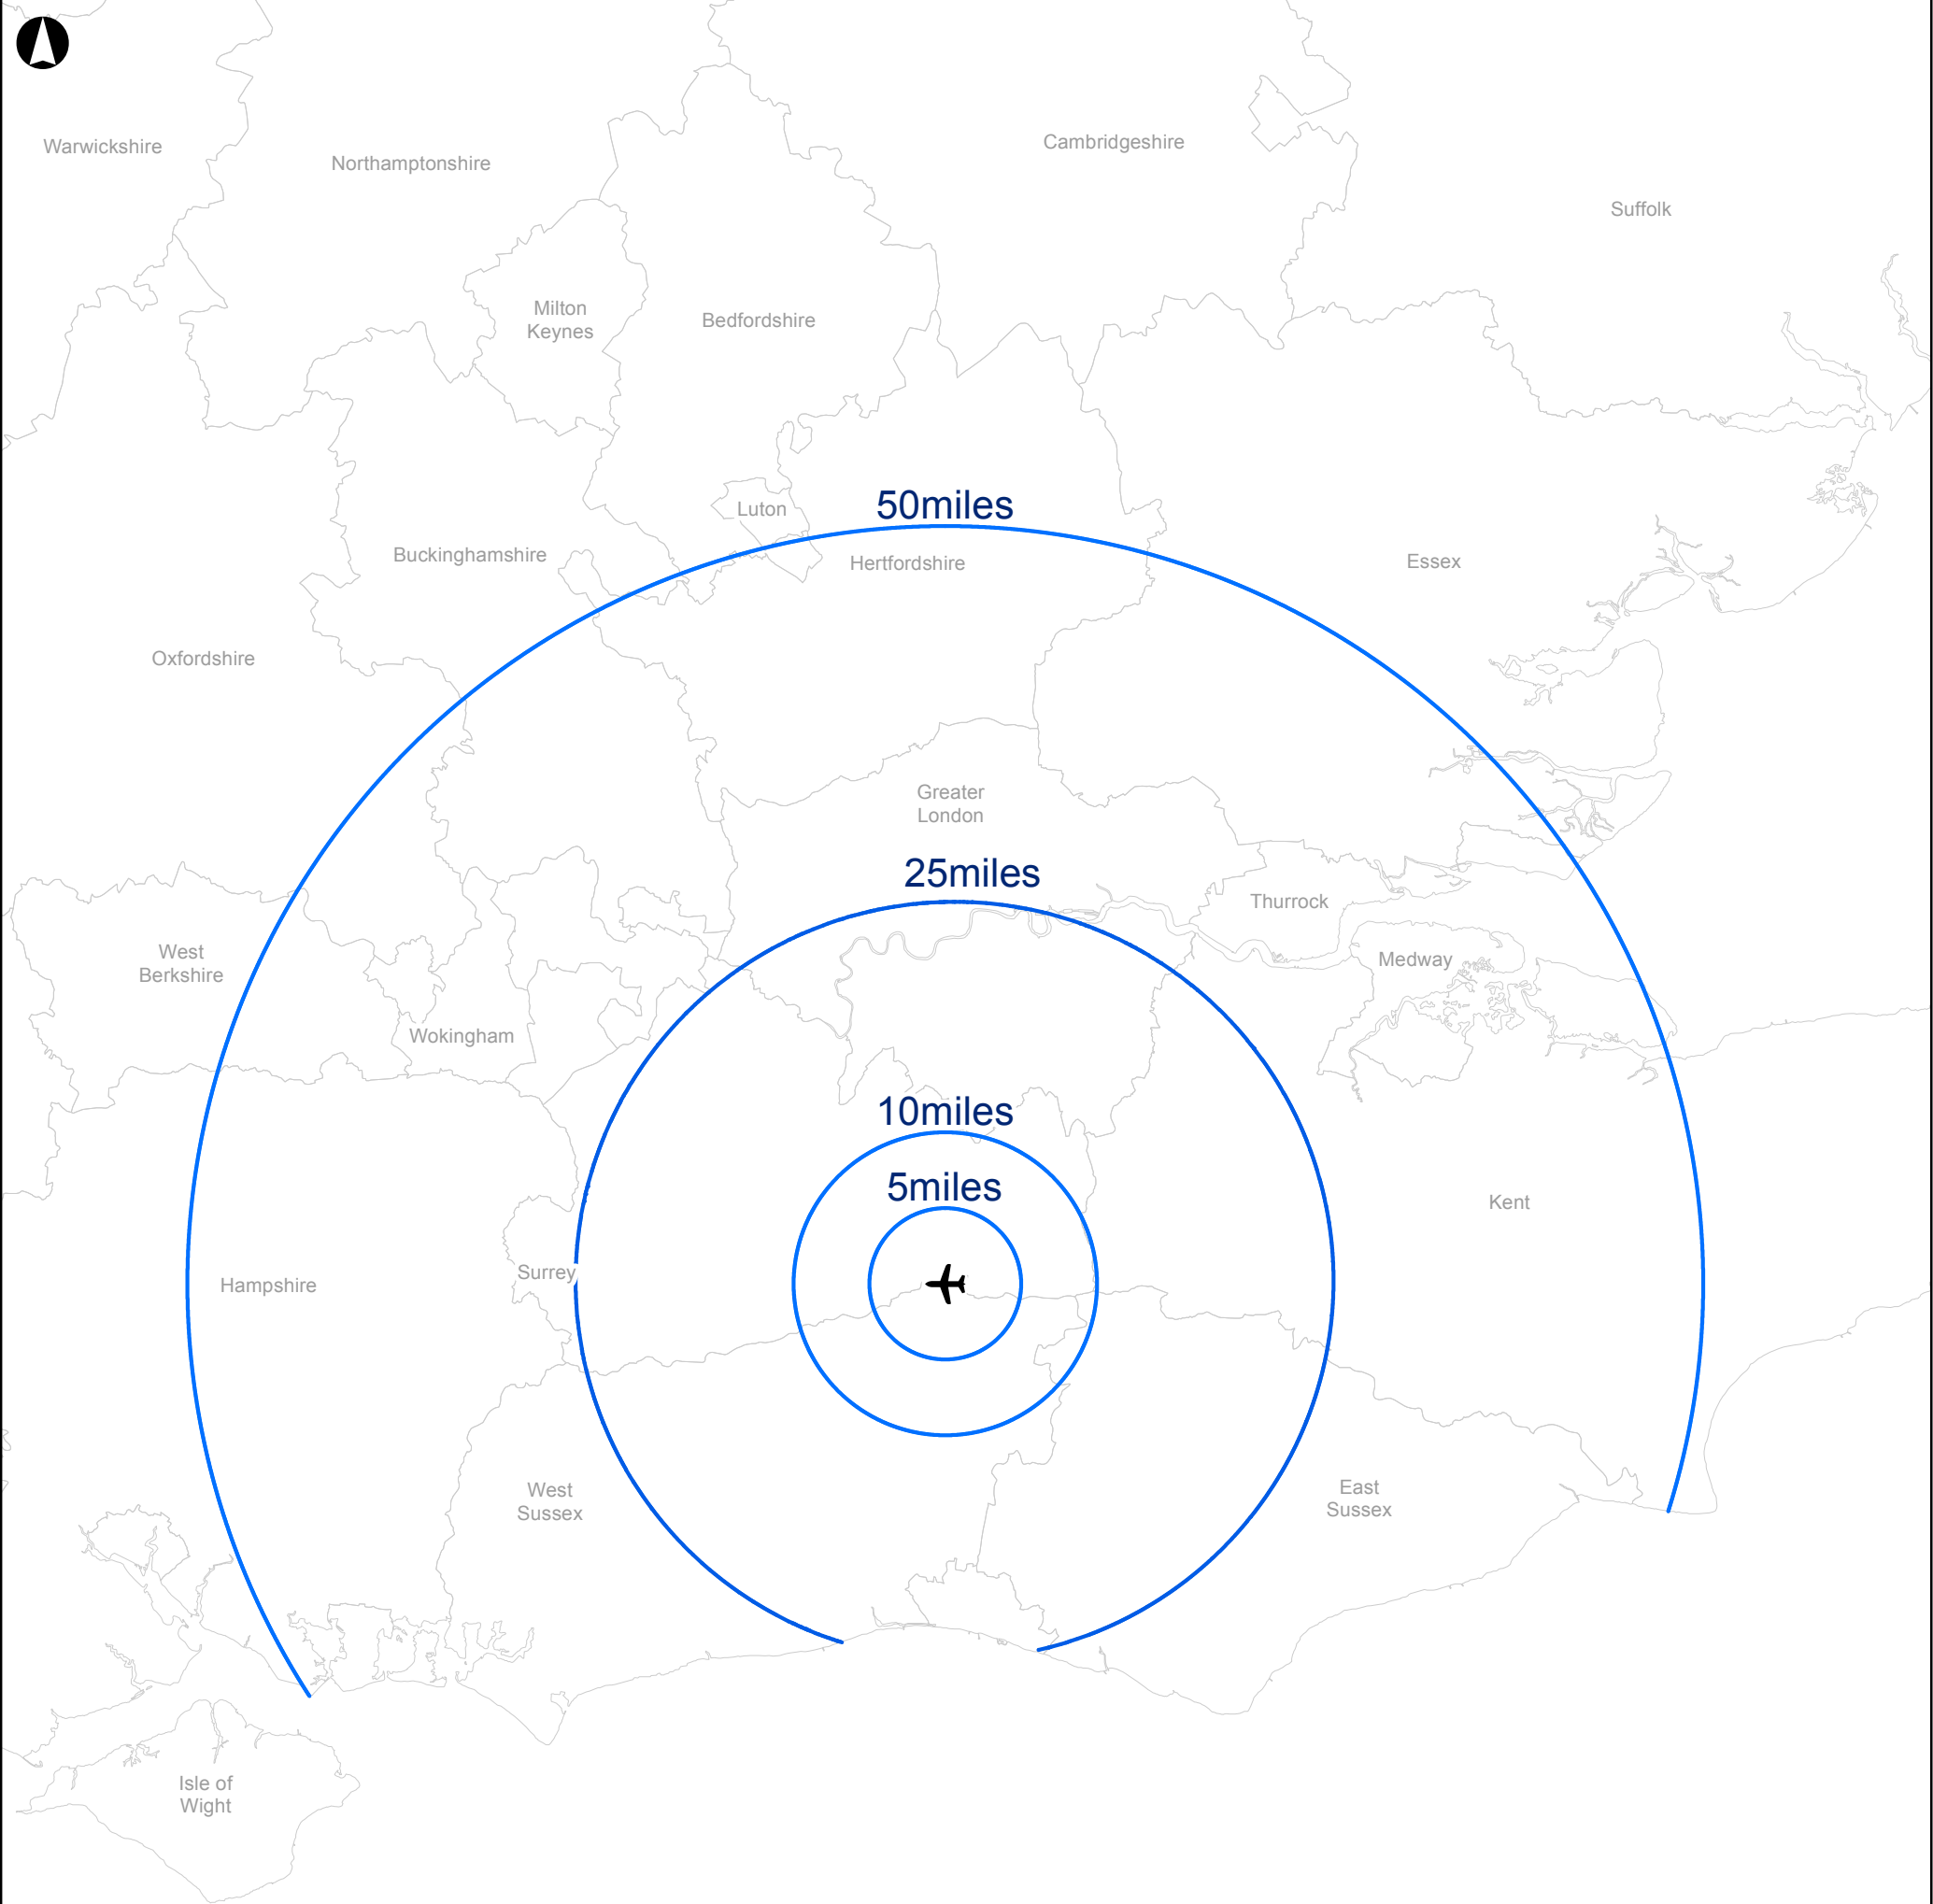 Warwickshire
Northamptonshire
Cambridgeshire
Suffolk
Milton
Keynes
Bedfordshire
50miles
Luton
Buckinghamshire
Hertfordshire
Essex
Oxfordshire
Greater
London
25miles
Thurrock
West
Berkshire
Medway
Wokingham
10miles
5miles
Kent
Surrey
Hampshire
West
Sussex
East
Sussex
Isle of
Wight